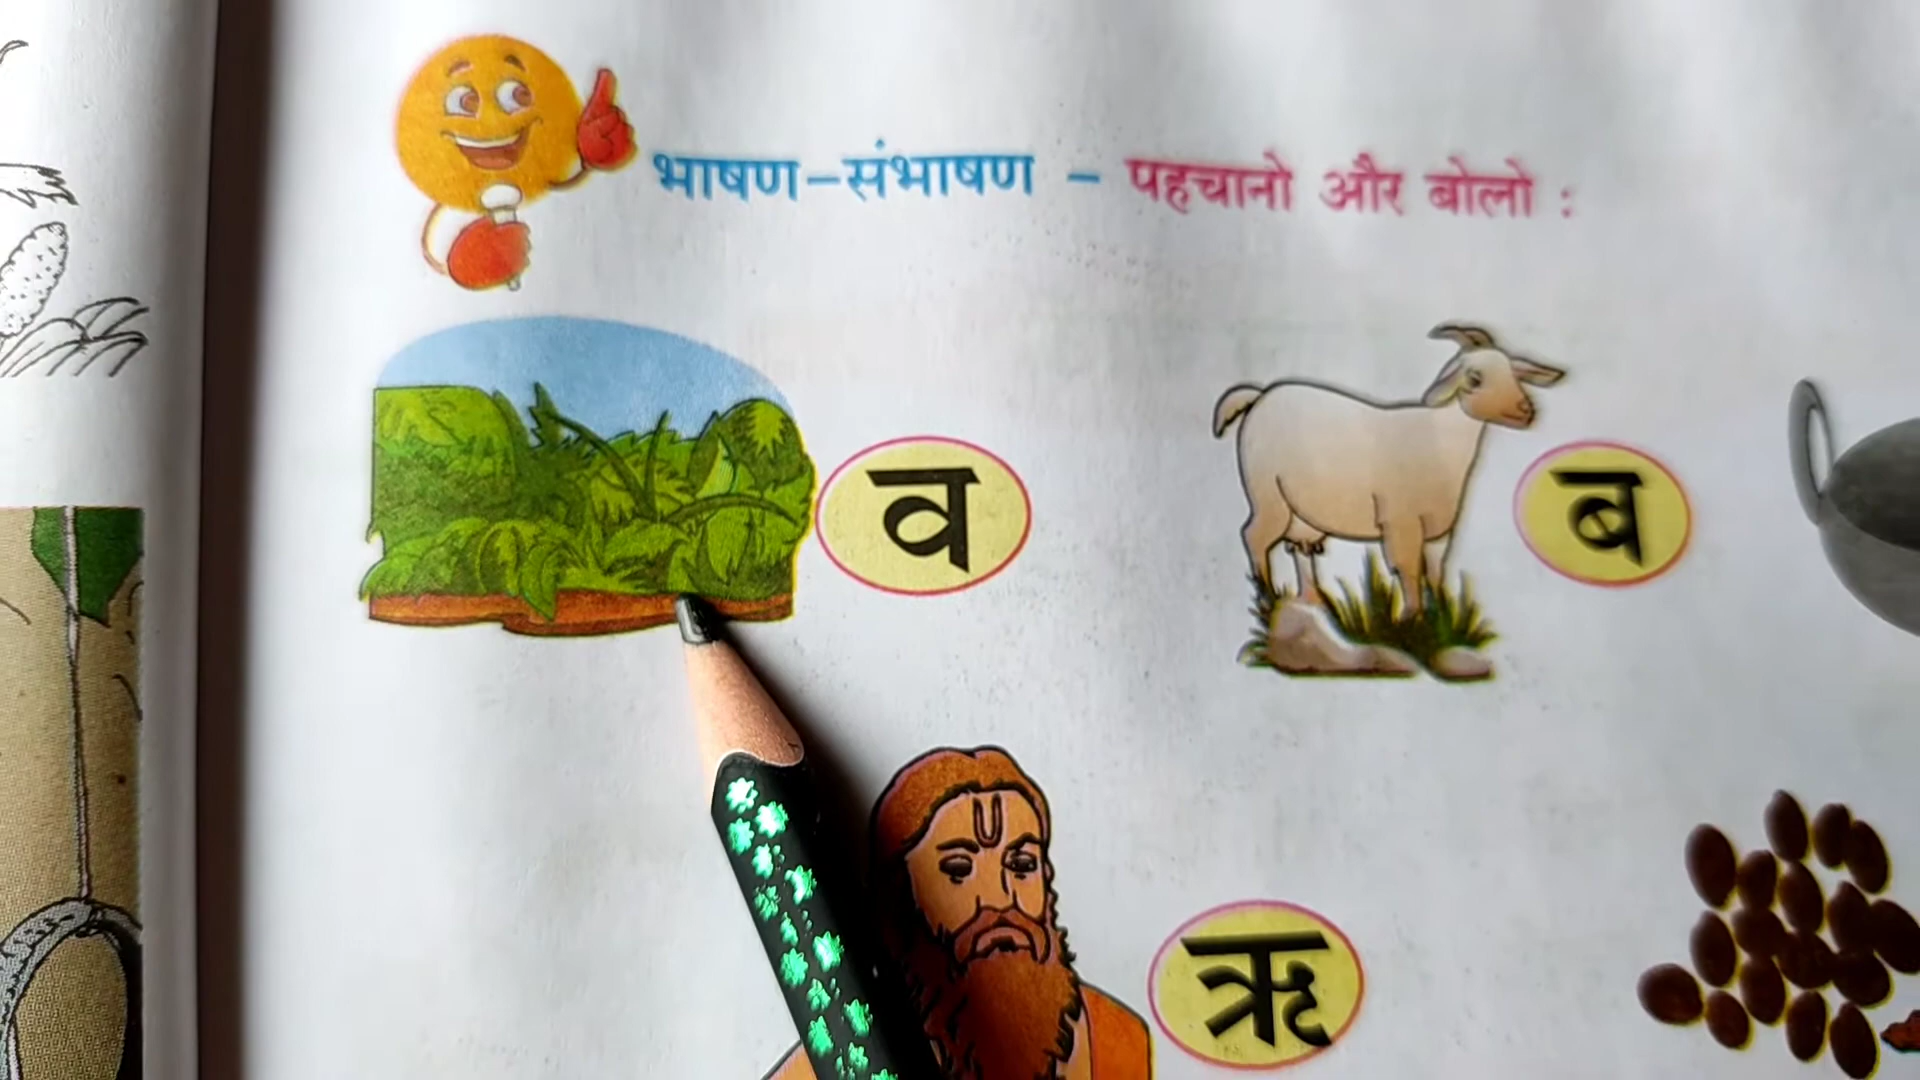 भाषण–संभाषण – पहचानो और बोलो :
व
ब
ऋ